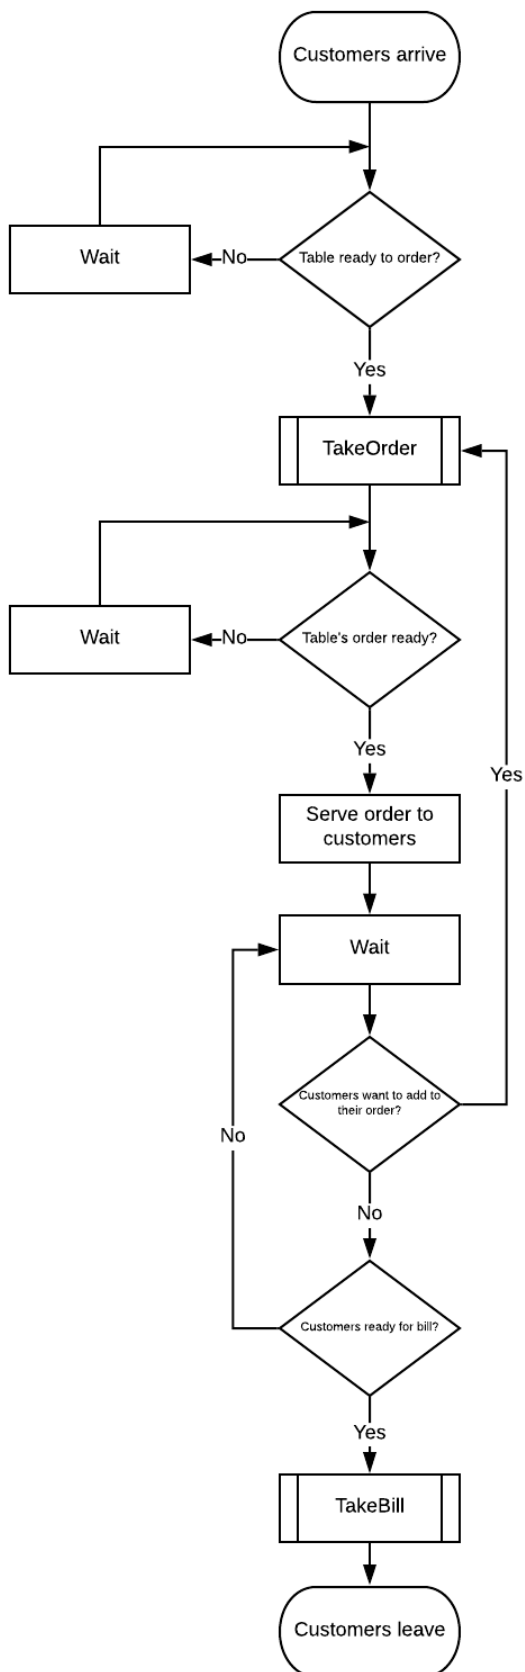 Customers arrive
Table ready to order?
No
Wait
Yes
TakeOrder
Table's order ready?
No
Wait
Yes
Serve order to
customers
Yes
Wait
Customers want to add to
their order?
No
No
Customers ready for bill?
Yes
TakeBill
Customers leave